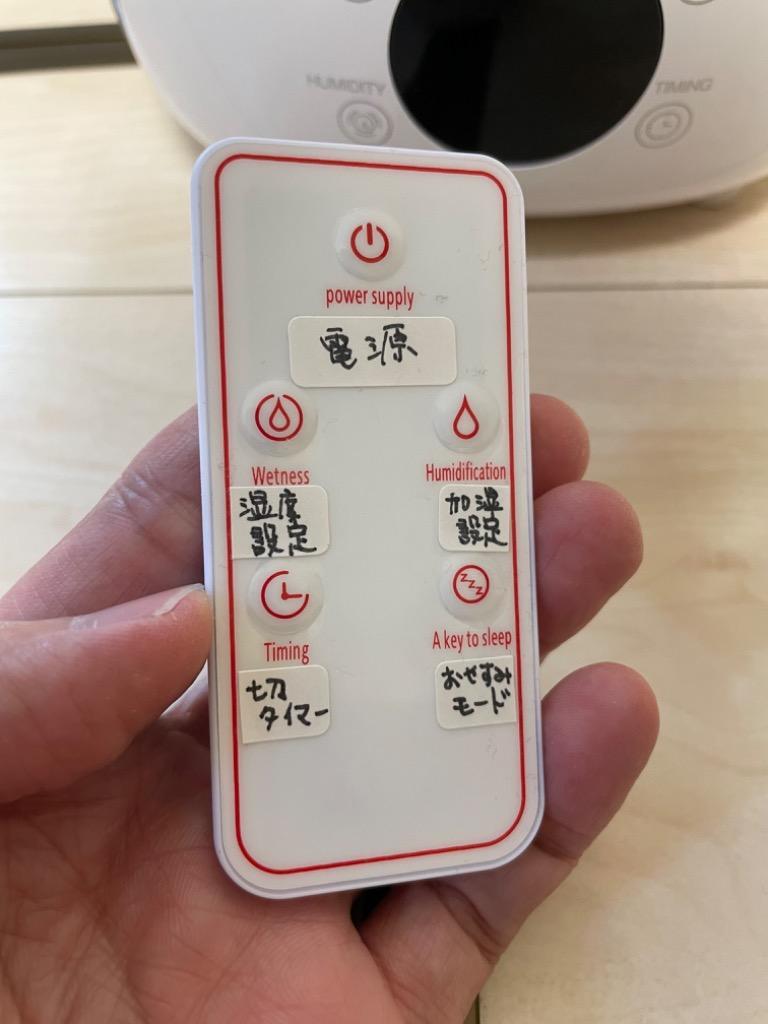 HUMIDITY
TIMING
power supply
電源
Wetness
Humidification
湿度
設定
加湿
設定
Timing
A key to sleep
切
タイマー
おやすみ
モード